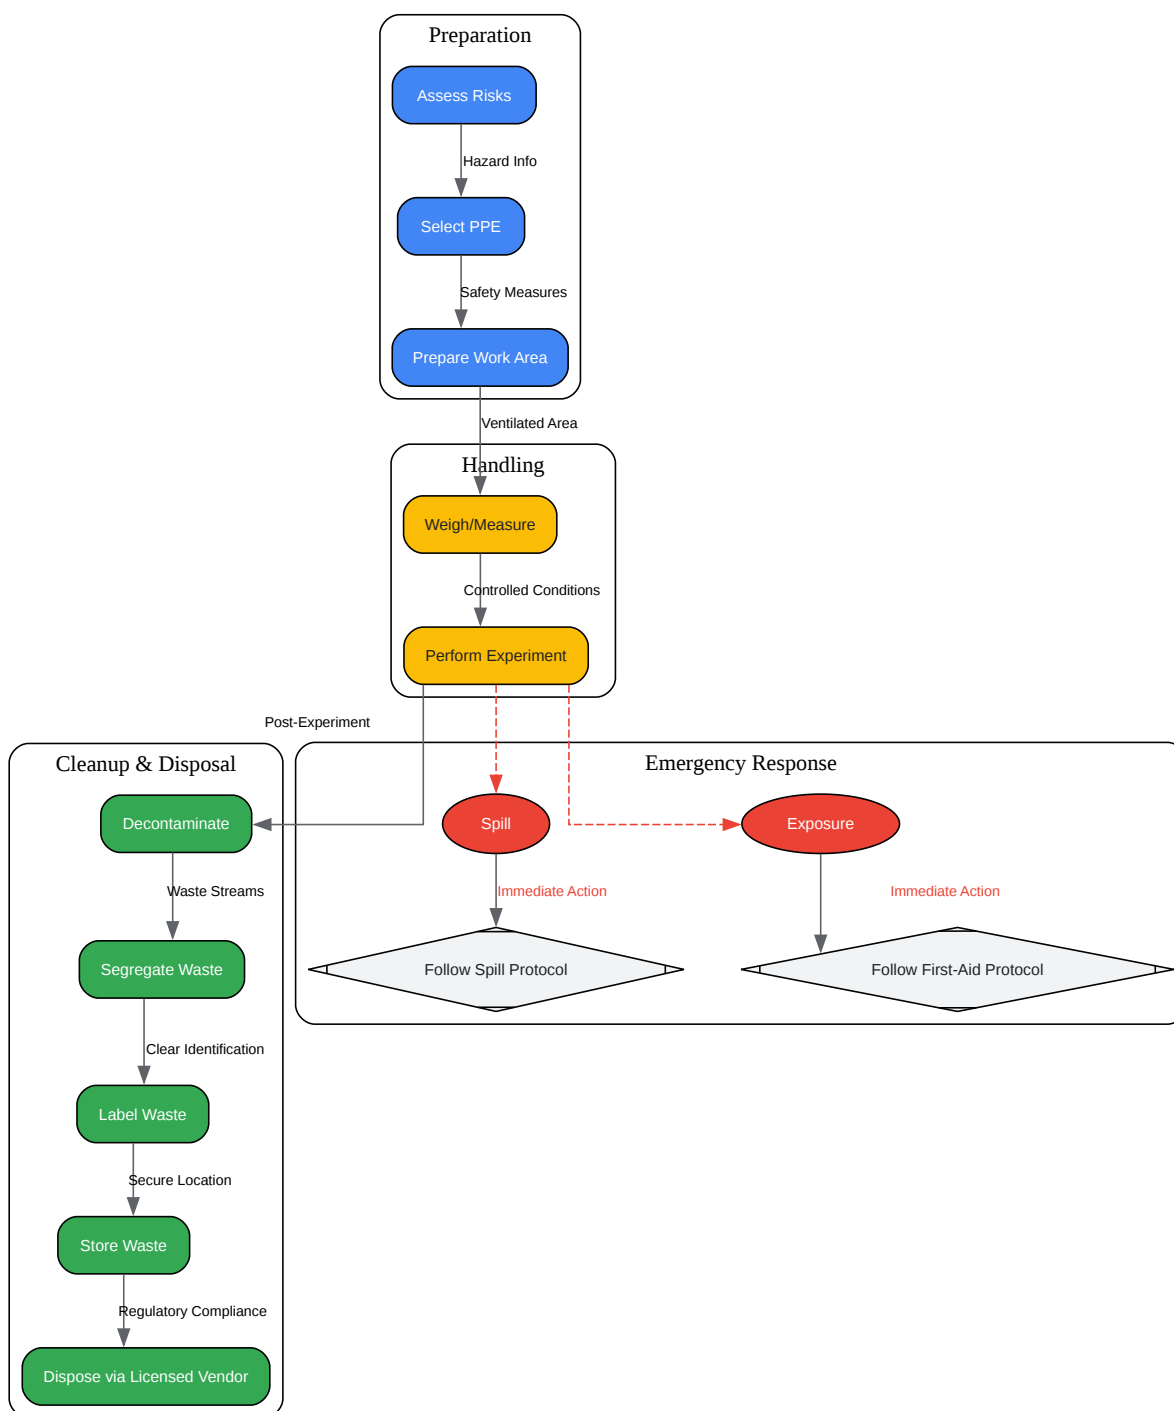 Preparation
Assess Risks
Hazard Info
Select PPE
Safety Measures
Prepare Work Area
Ventilated Area
Handling
Weigh/Measure
Controlled Conditions
Perform Experiment
Post-Experiment
Cleanup & Disposal
Decontaminate
Waste Streams
Segregate Waste
Clear Identification
Label Waste
Secure Location
Store Waste
Regulatory Compliance
Dispose via Licensed Vendor
Emergency Response
Spill
Immediate Action
Follow Spill Protocol
Exposure
Immediate Action
Follow First-Aid Protocol